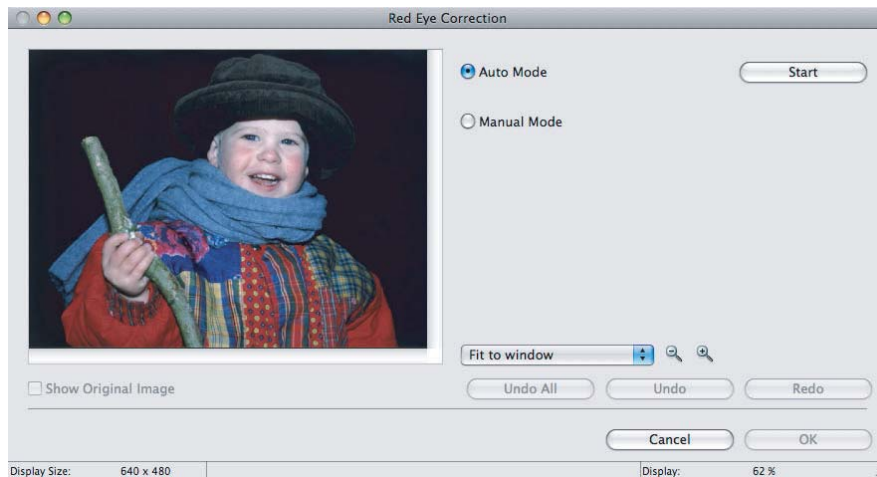 Red Eye Correction
Auto Mode
Start
Manual Mode
Fit to window
Show Original Image
Undo All
Undo
Redo
Cancel
OK
Display Size: 640 x 480
Display: 62 %